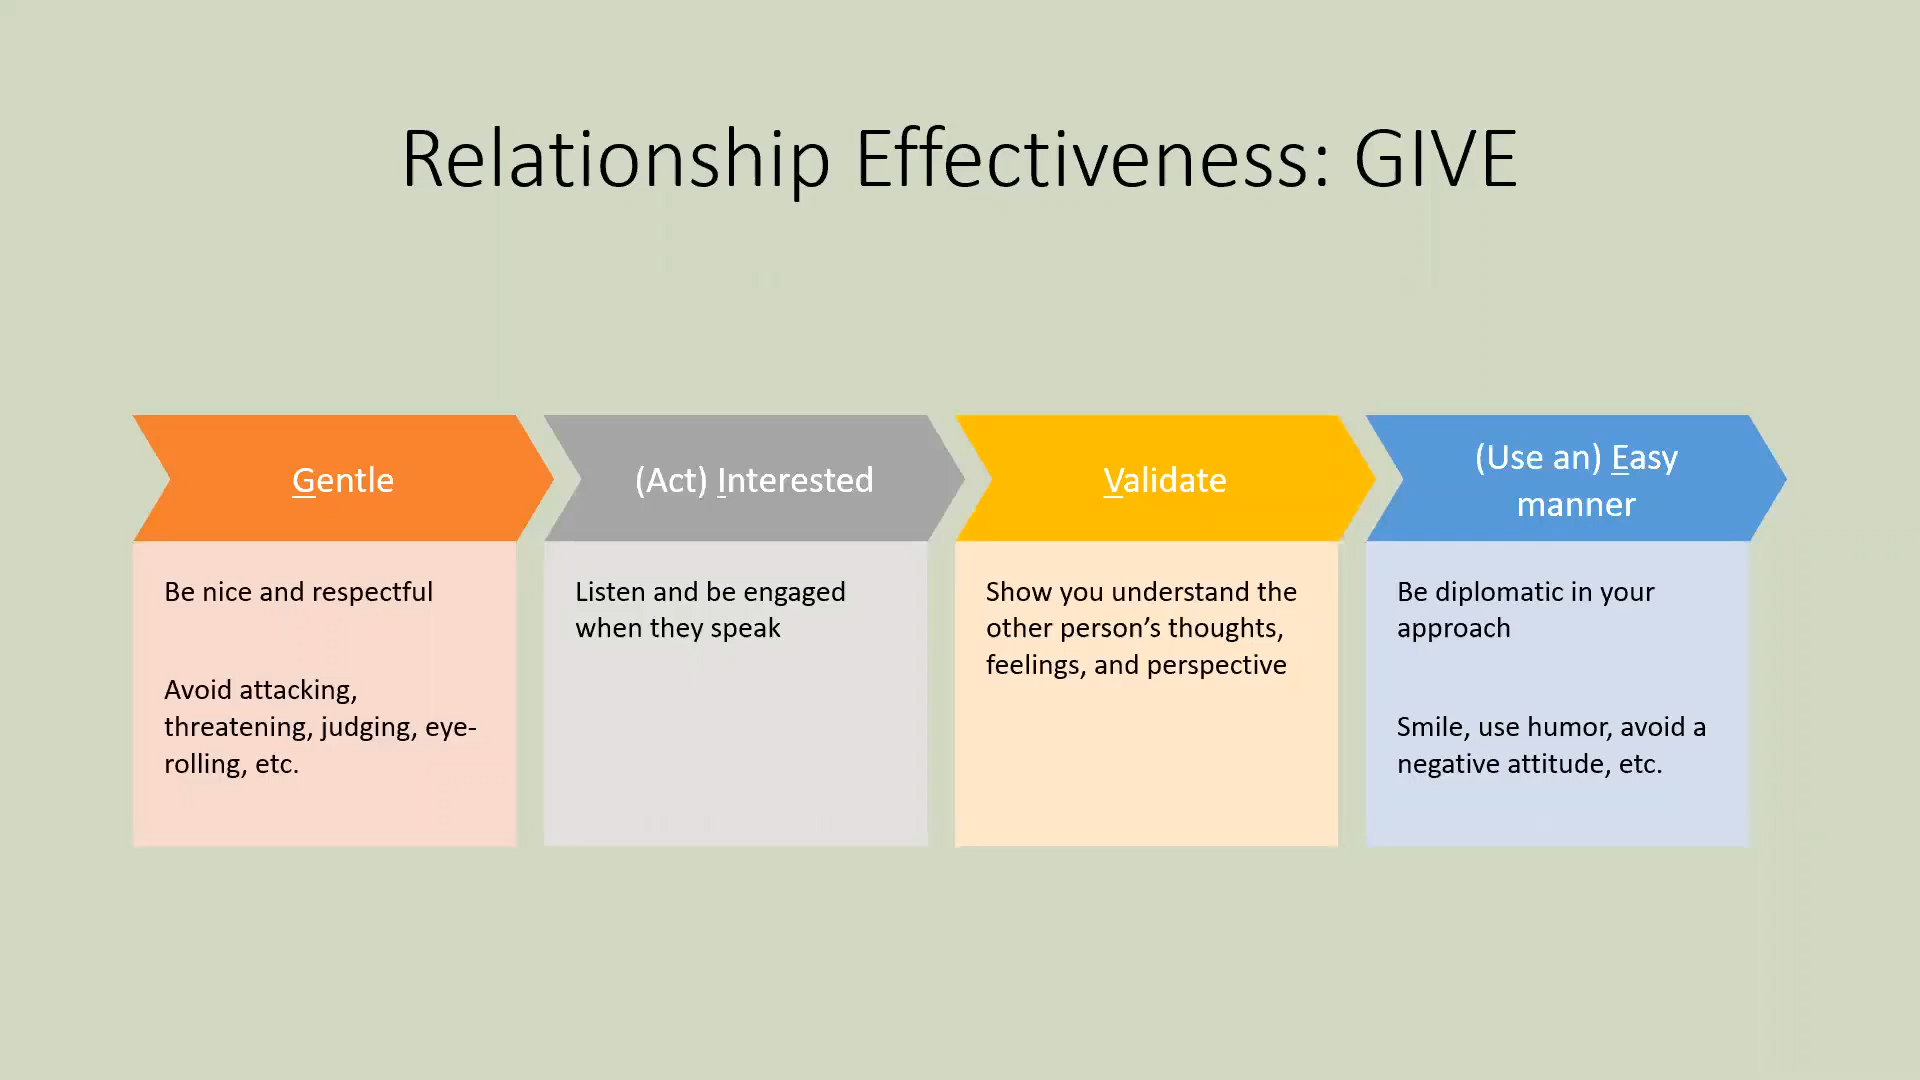 Relationship Effectiveness: GIVE
Gentle
Be nice and respectful
Avoid attacking,
threatening, judging, eye-
rolling, etc.
(Act) Interested
Listen and be engaged
when they speak
Validate
Show you understand the
other person’s thoughts,
feelings, and perspective
(Use an) Easy
manner
Be diplomatic in your
approach
Smile, use humor, avoid a
negative attitude, etc.